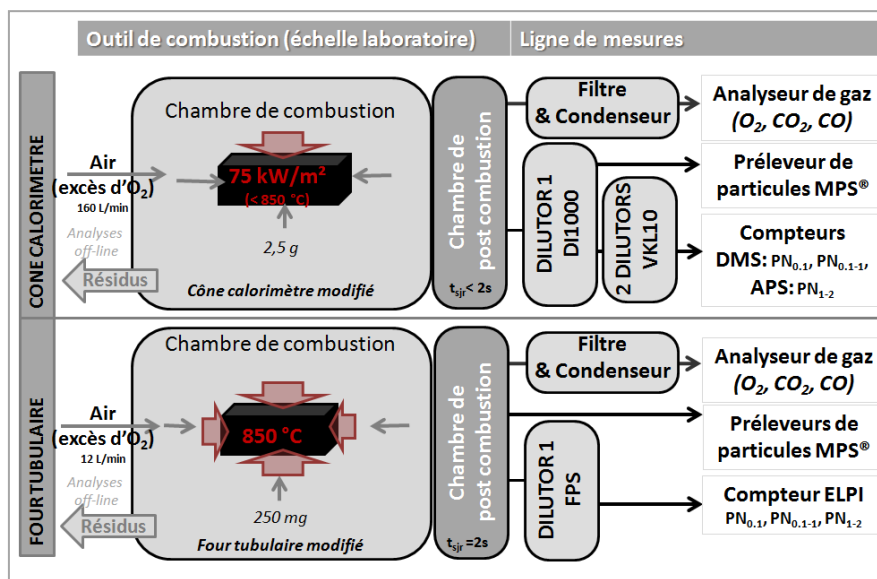 Outil de combustion (échelle laboratoire)
Ligne de mesures
CONE CALORIMETRE
Chambre de combustion
Air
(excès d'O₂)
160 L/min
Analyses
off-line
Résidus
75 kW/m²
(< 850 °C)
2,5 g
Cône calorimètre modifié
Chambre de
post combustion
tsjr< 2s
Filtre
& Condenseur
DILUTOR 1
DI1000
2 DILUTORS
VKL10
Analyseur de gaz
(O₂, CO₂, CO)
Préleveur de
particules MPS®
Compteurs
DMS: PN0.1, PN0.1-1,
APS: PN1-2
FOUR TUBULAIRE
Chambre de combustion
Air
(excès d'O₂)
12 L/min
Analyses
off-line
Résidus
850 °C
250 mg
Four tubulaire modifié
Chambre de
post combustion
tsjr =2s
Filtre
& Condenseur
DILUTOR 1
FPS
Analyseur de gaz
(O₂, CO₂, CO)
Préleveurs de
particules MPS®
Compteur ELPI
PN0.1, PN0.1-1, PN1-2